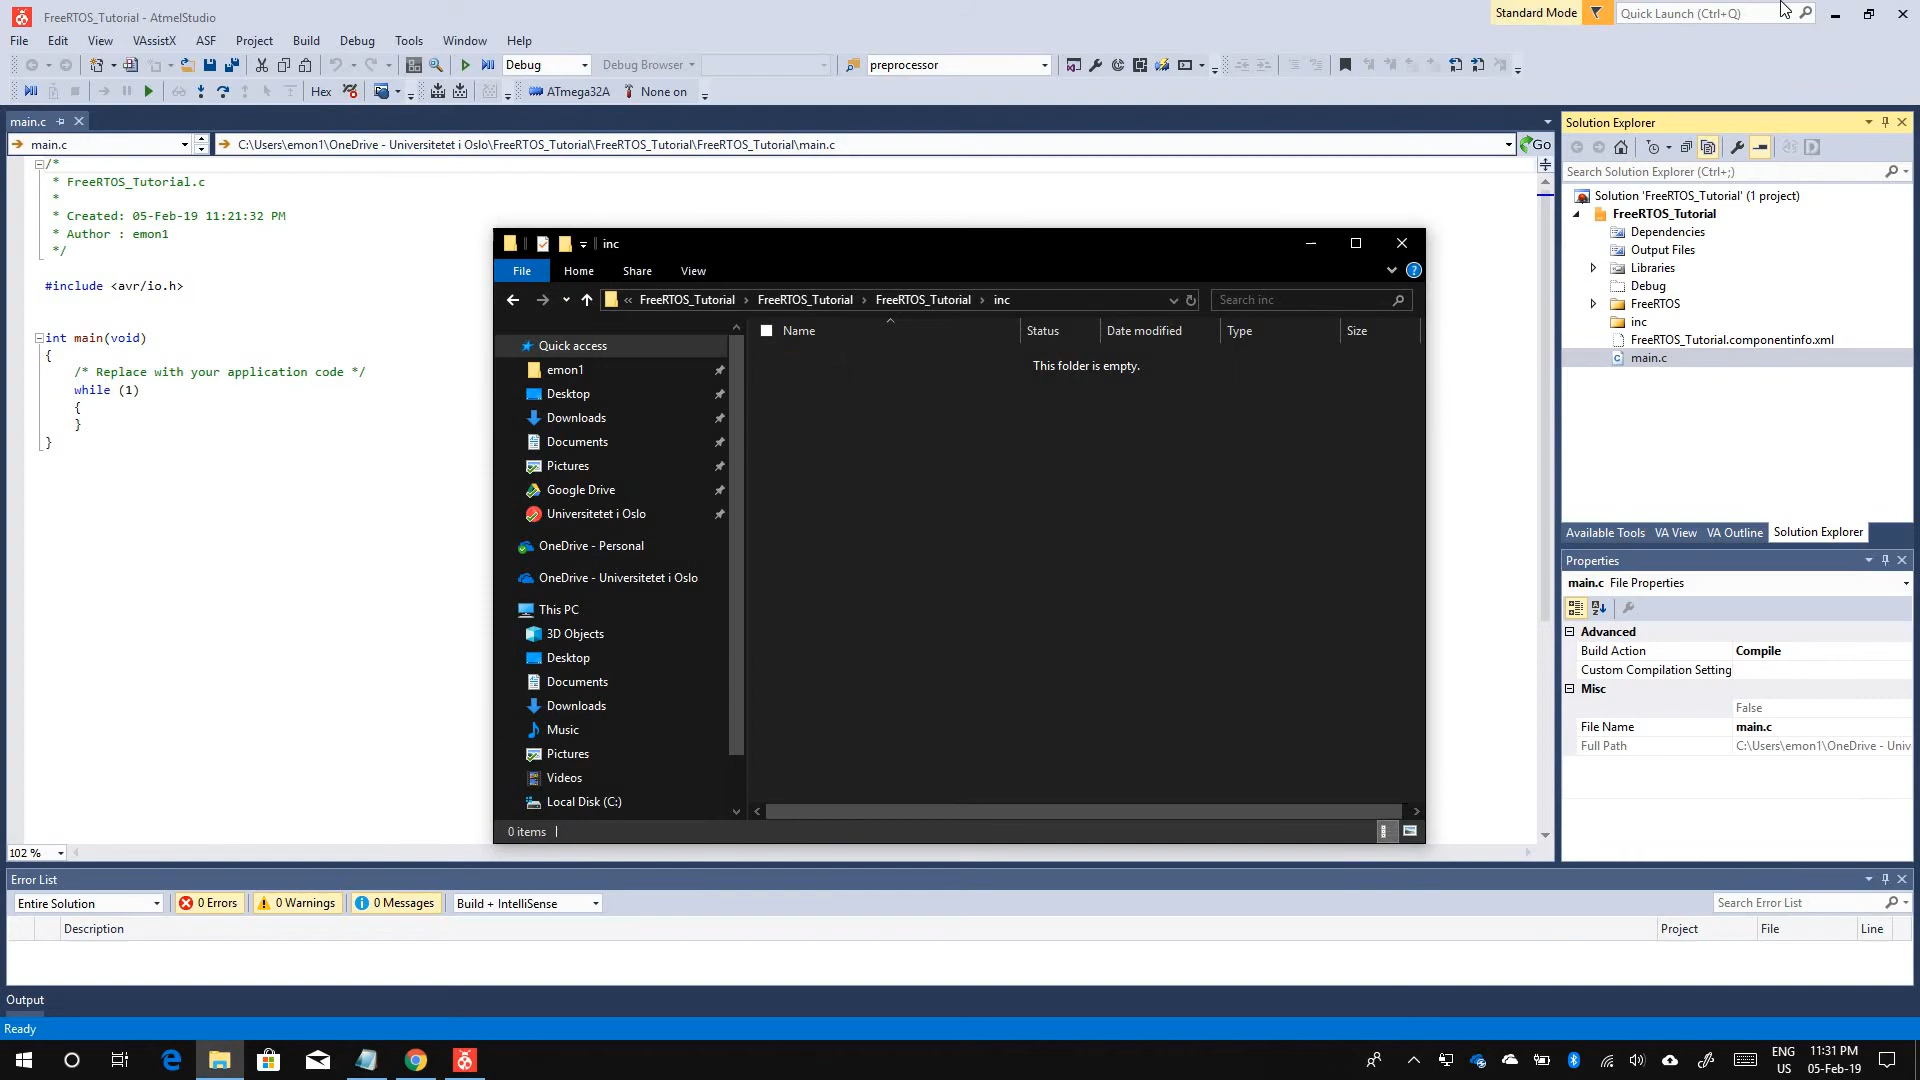 FreeRTOS_Tutorial - AtmelStudio
Standard Mode
Quick Launch (Ctrl+Q)
File Edit View VAssistX ASF Project Build Debug Tools Window Help
Debug
Debug Browser
preprocessor
Hex
ATmega32A
None on
main.c
main.c
C:\Users\emon1\OneDrive - Universitetet i Oslo\FreeRTOS_Tutorial\FreeRTOS_Tutorial\FreeRTOS_Tutorial\main.c
Go
/*
* FreeRTOS_Tutorial.c
*
* Created: 05-Feb-19 11:21:32 PM
* Author : emon1
*/
#include <avr/io.h>
int main(void)
{
/* Replace with your application code */
while (1)
{
}
}
102 %
inc
File Home Share View
« FreeRTOS_Tutorial FreeRTOS_Tutorial FreeRTOS_Tutorial inc
Search inc
Name Status Date modified Type Size
This folder is empty.
Quick access
emon1
Desktop
Downloads
Documents
Pictures
Google Drive
Universitetet i Oslo
OneDrive - Personal
OneDrive - Universitetet i Oslo
This PC
3D Objects
Desktop
Documents
Downloads
Music
Pictures
Videos
Local Disk (C:)
0 items
Solution Explorer
Search Solution Explorer (Ctrl+;)
Solution 'FreeRTOS_Tutorial' (1 project)
FreeRTOS_Tutorial
Dependencies
Output Files
Libraries
Debug
FreeRTOS
inc
FreeRTOS_Tutorial.componentinfo.xml
main.c
Available Tools VA View VA Outline Solution Explorer
Properties
main.c File Properties
Advanced
Build Action Compile
Custom Compilation Setting
Misc
False
File Name main.c
Full Path C:\Users\emon1\OneDrive - Univ
Error List
Entire Solution
0 Errors
0 Warnings
0 Messages
Build + IntelliSense
Search Error List
Description Project File Line
Output
Ready
ENG
US
11:31 PM
05-Feb-19